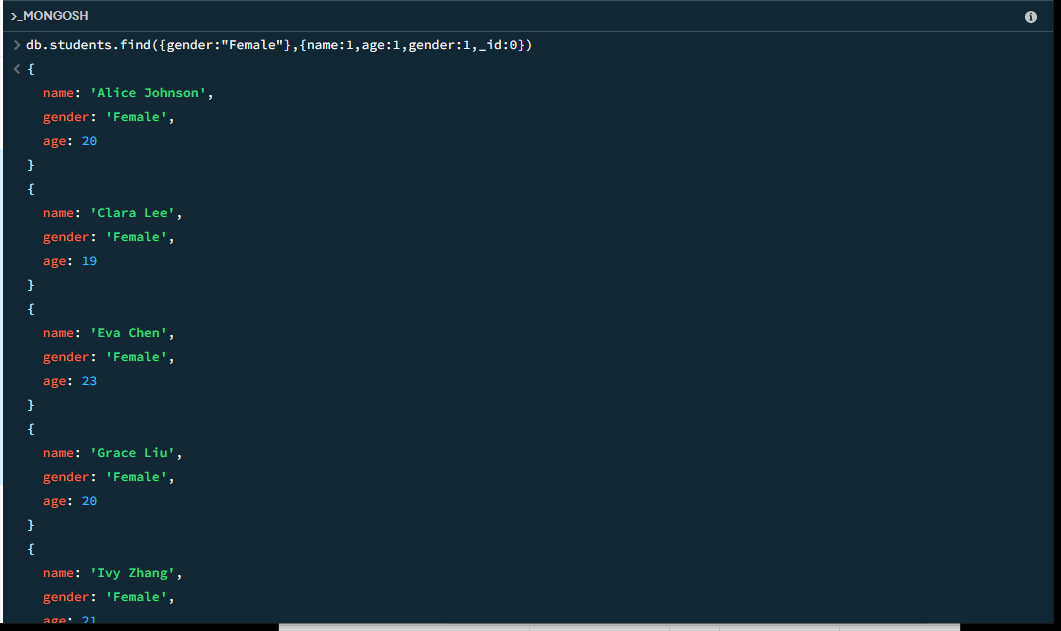 >_MONGOSH
> db.students.find({gender:"Female"},{name:1,age:1,gender:1,_id:0})
< {
name: 'Alice Johnson',
gender: 'Female',
age: 20
}
{
name: 'Clara Lee',
gender: 'Female',
age: 19
}
{
name: 'Eva Chen',
gender: 'Female',
age: 23
}
{
name: 'Grace Liu',
gender: 'Female',
age: 20
}
{
name: 'Ivy Zhang',
gender: 'Female',
age: 21